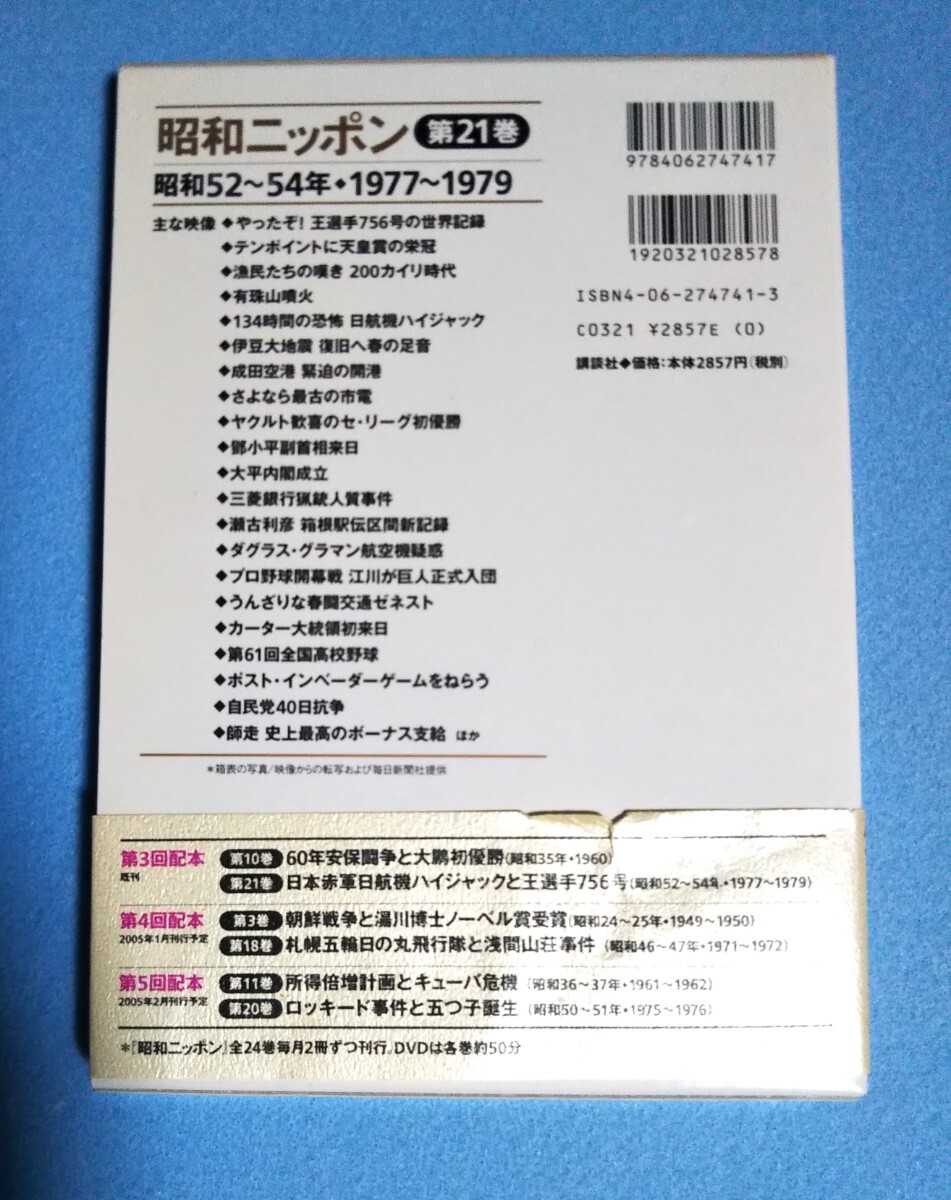 昭和ニッポン 第21巻
昭和52〜54年◆1977〜1979
主な映像 ◆やったぞ! 王選手756号の世界記録
◆テンポイントに天皇賞の栄冠
◆漁民たちの嘆き 200カイリ時代
◆有珠山噴火
◆134時間の恐怖 日航機ハイジャック
◆伊豆大地震 復旧へ春の足音
◆成田空港 緊迫の開港
◆さよなら最古の市電
◆ヤクルト歓喜のセ・リーグ初優勝
◆鄧小平副首相来日
◆大平内閣成立
◆三菱銀行猟銃人質事件
◆瀬古利彦 箱根駅伝区間新記録
◆ダグラス・グラマン航空機疑惑
◆プロ野球開幕戦 江川が巨人正式入団
◆うんざりな春闘交通ゼネスト
◆カーター大統領初来日
◆第61回全国高校野球
◆ポスト・インベーダーゲームをねらう
◆自民党40日抗争
◆師走 史上最高のボーナス支給 ほか
*箱表の写真/映像からの転写および毎日新聞社提供
9784062747417
1920321028578
ISBN4-06-274741-3
C0321 ¥2857E (0)
講談社◆価格:本体2857円(税別)
第3回配本 第10巻 60年安保闘争と大鵬初優勝(昭和35年・1960)
既刊 第21巻 日本赤軍日航機ハイジャックと王選手756号(昭和52〜54年・1977〜1979)
第4回配本 第3巻 朝鮮戦争と湯川博士ノーベル賞受賞(昭和24〜25年・1949〜1950)
2005年1月刊行予定 第18巻 札幌五輪日の丸飛行隊と浅間山荘事件 (昭和46〜47年・1971〜1972)
第5回配本 第11巻 所得倍増計画とキューバ危機 (昭和36〜37年・1961〜1962)
2005年2月刊行予定 第20巻 ロッキード事件と五つ子誕生 (昭和50〜51年・1975〜1976)
*『昭和ニッポン』全24巻毎月2冊ずつ刊行。DVDは各巻約50分